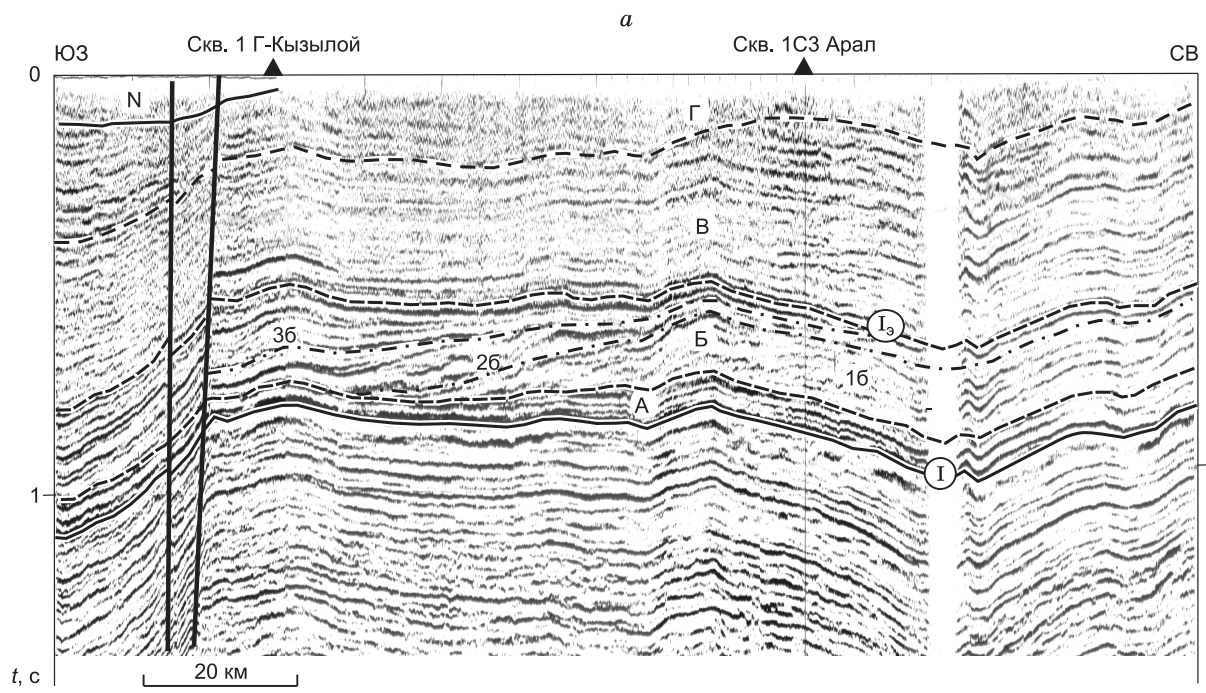 а
ЮЗ
Скв. 1 Г-Кызылой
Скв. 1СЗ Арал
СВ
0
N
Г
В
Iэ
3б
Б
2б
1б
А
I
1
t, с
20 км